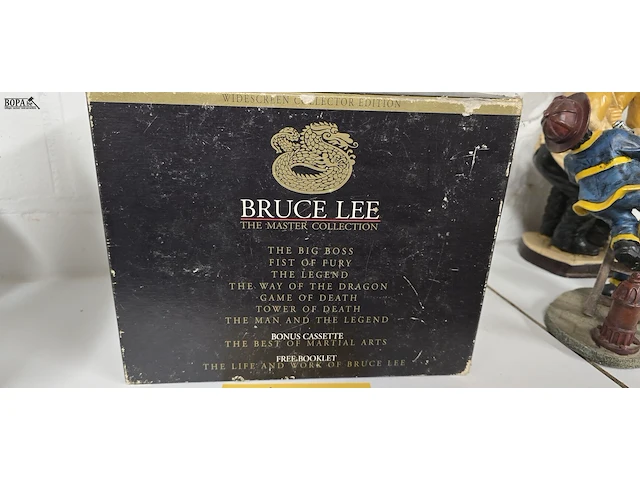 BOPA
WIDESCREEN COLLECTOR EDITION
BRUCE LEE
THE MASTER COLLECTION
THE BIG BOSS
FIST OF FURY
THE LEGEND
THE WAY OF THE DRAGON
GAME OF DEATH
TOWER OF DEATH
THE MAN AND THE LEGEND
BONUS CASSETTE
THE BEST OF MARTIAL ARTS
FREE BOOKLET
THE LIFE AND WORK OF BRUCE LEE